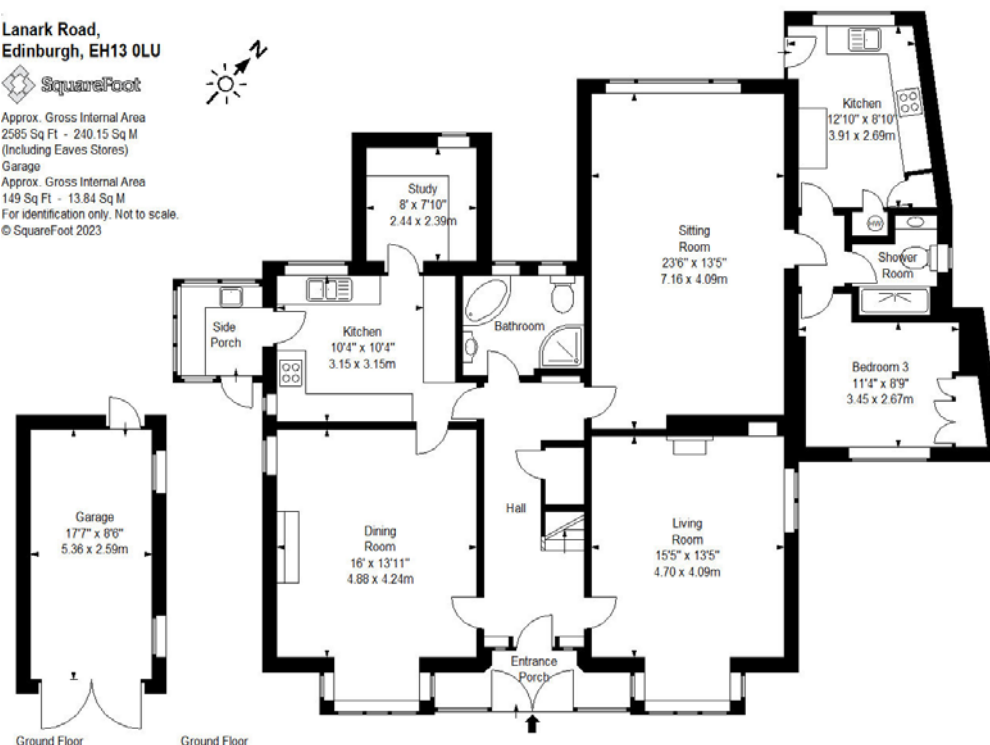 Lanark Road,
Edinburgh, EH13 0LU
N
SquareFoot
Approx. Gross Internal Area
2585 Sq Ft - 240.15 Sq M
(Including Eaves Stores)
Garage
Approx. Gross Internal Area
149 Sq Ft - 13.84 Sq M
For identification only. Not to scale.
© SquareFoot 2023
Kitchen
12'10" x 8'10"
3.91 x 2.69m
Study
8' x 7'10"
2.44 x 2.39m
Sitting
Room
23'6" x 13'5"
7.16 x 4.09m
HW
Shower
Room
Side
Porch
Kitchen
10'4" x 10'4"
3.15 x 3.15m
Bathroom
Bedroom 3
11'4" x 8'9"
3.45 x 2.67m
Garage
17'7" x 8'6"
5.36 x 2.59m
Dining
Room
16' x 13'11"
4.88 x 4.24m
Hall
Living
Room
15'5" x 13'5"
4.70 x 4.09m
Entrance
Porch
Ground Floor
Ground Floor